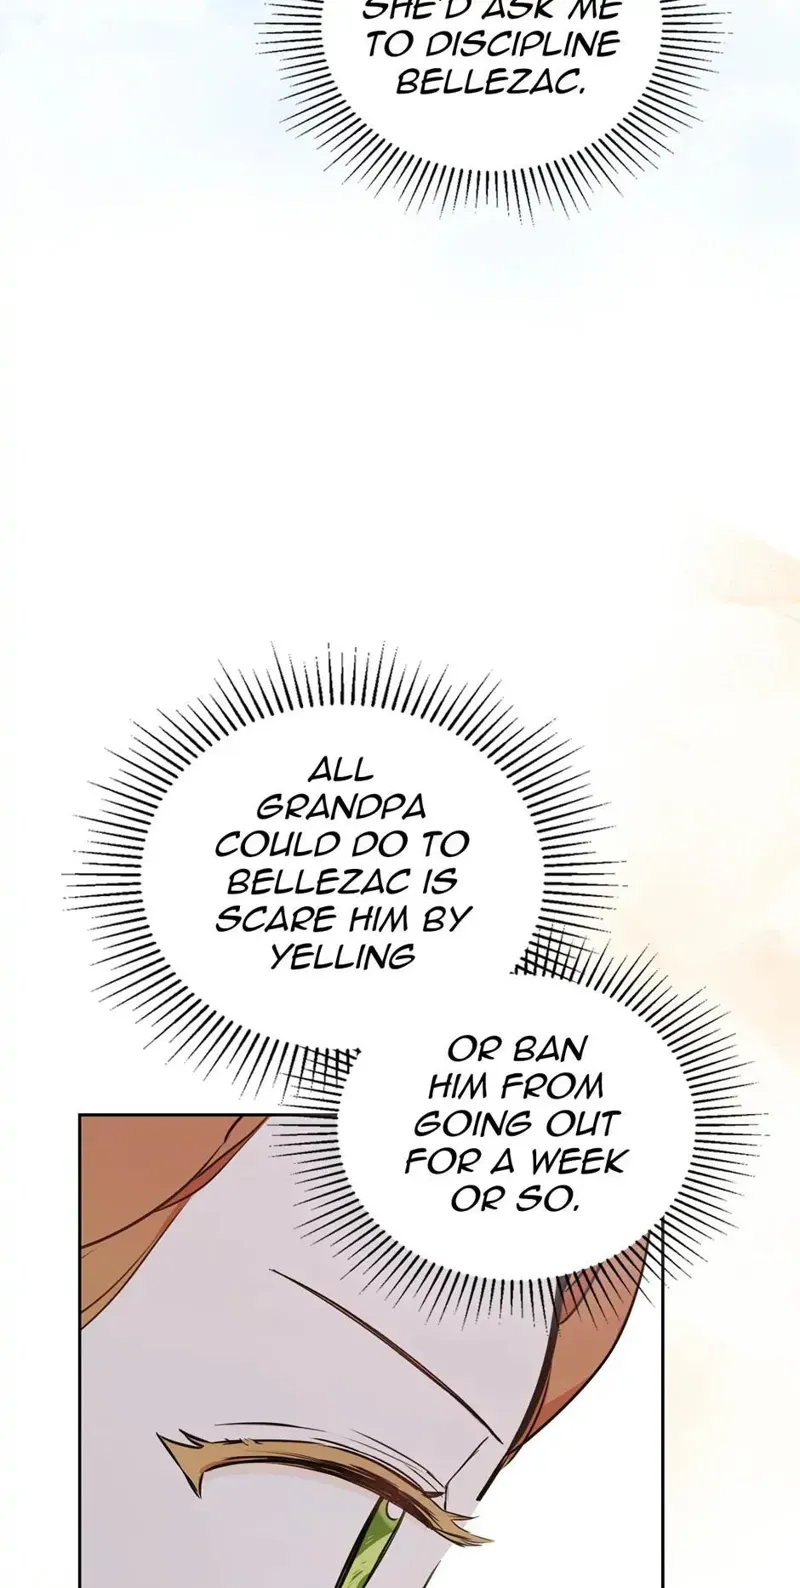 SHE'D ASK ME
TO DISCIPLINE
BELLEZAC.
ALL
GRANDPA
COULD DO TO
BELLEZAC IS
SCARE HIM BY
YELLING
OR BAN
HIM FROM
GOING OUT
FOR A WEEK
OR SO.